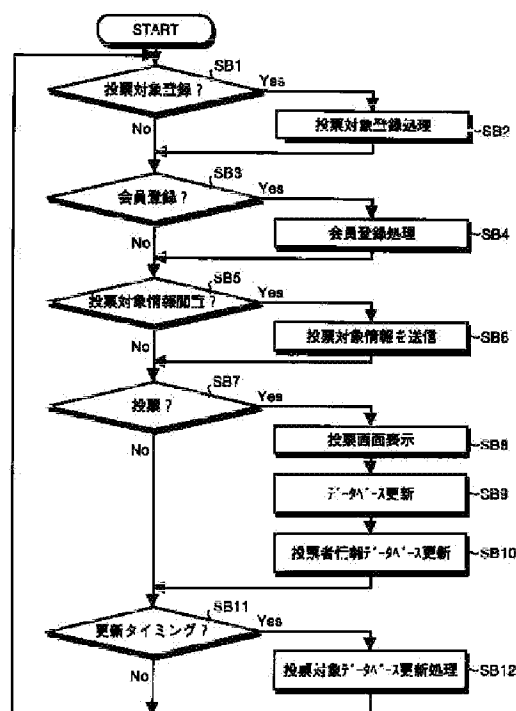 START
SB1
投票対象登録？
Yes
No
投票対象登録処理
SB2
SB3
会員登録？
Yes
No
会員登録処理
SB4
SB5
投票対象情報閲覧？
Yes
No
投票対象情報を送信
SB6
SB7
投票？
Yes
No
投票画面表示
SB8
ﾃﾞｰﾀﾍﾞｰｽ更新
SB9
投票者情報ﾃﾞｰﾀﾍﾞｰｽ更新
SB10
SB11
更新タイミング？
Yes
No
投票対象ﾃﾞｰﾀﾍﾞｰｽ更新処理
SB12